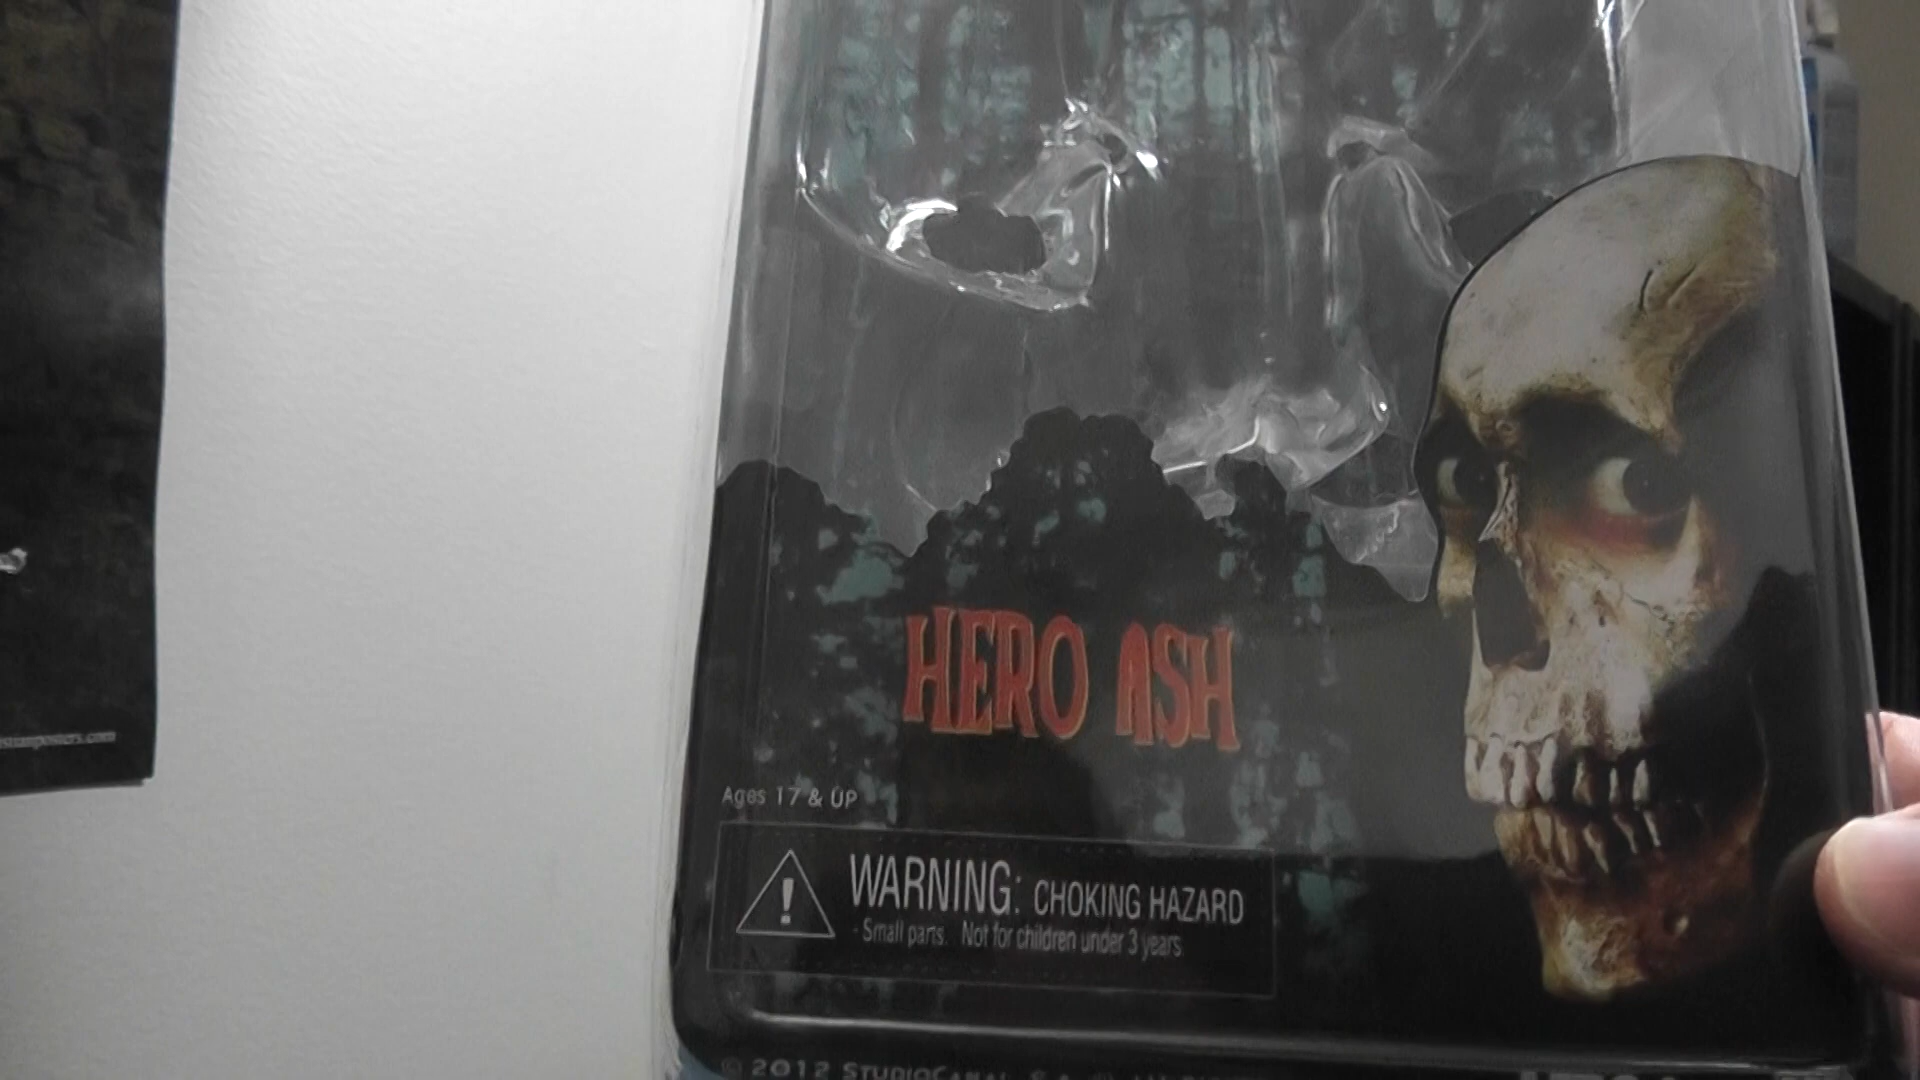 HERO ASH
Ages 17 & UP
WARNING: CHOKING HAZARD
- Small parts. Not for children under 3 years
© 2012 STUDIOCANAL S.A.